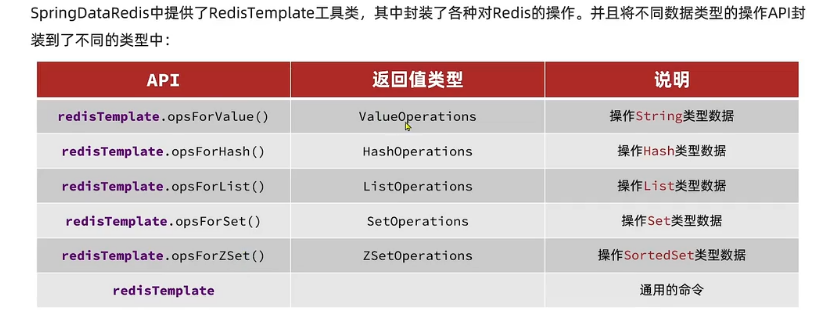 SpringDataRedis中提供了RedisTemplate工具类，其中封装了各种对Redis的操作。并且将不同数据类型的操作API封
装到了不同的类型中：
API 返回值类型 说明
redisTemplate.opsForValue() ValueOperations 操作String类型数据
redisTemplate.opsForHash() HashOperations 操作Hash类型数据
redisTemplate.opsForList() ListOperations 操作List类型数据
redisTemplate.opsForSet() SetOperations 操作Set类型数据
redisTemplate.opsForZSet() ZSetOperations 操作SortedSet类型数据
redisTemplate 通用的命令